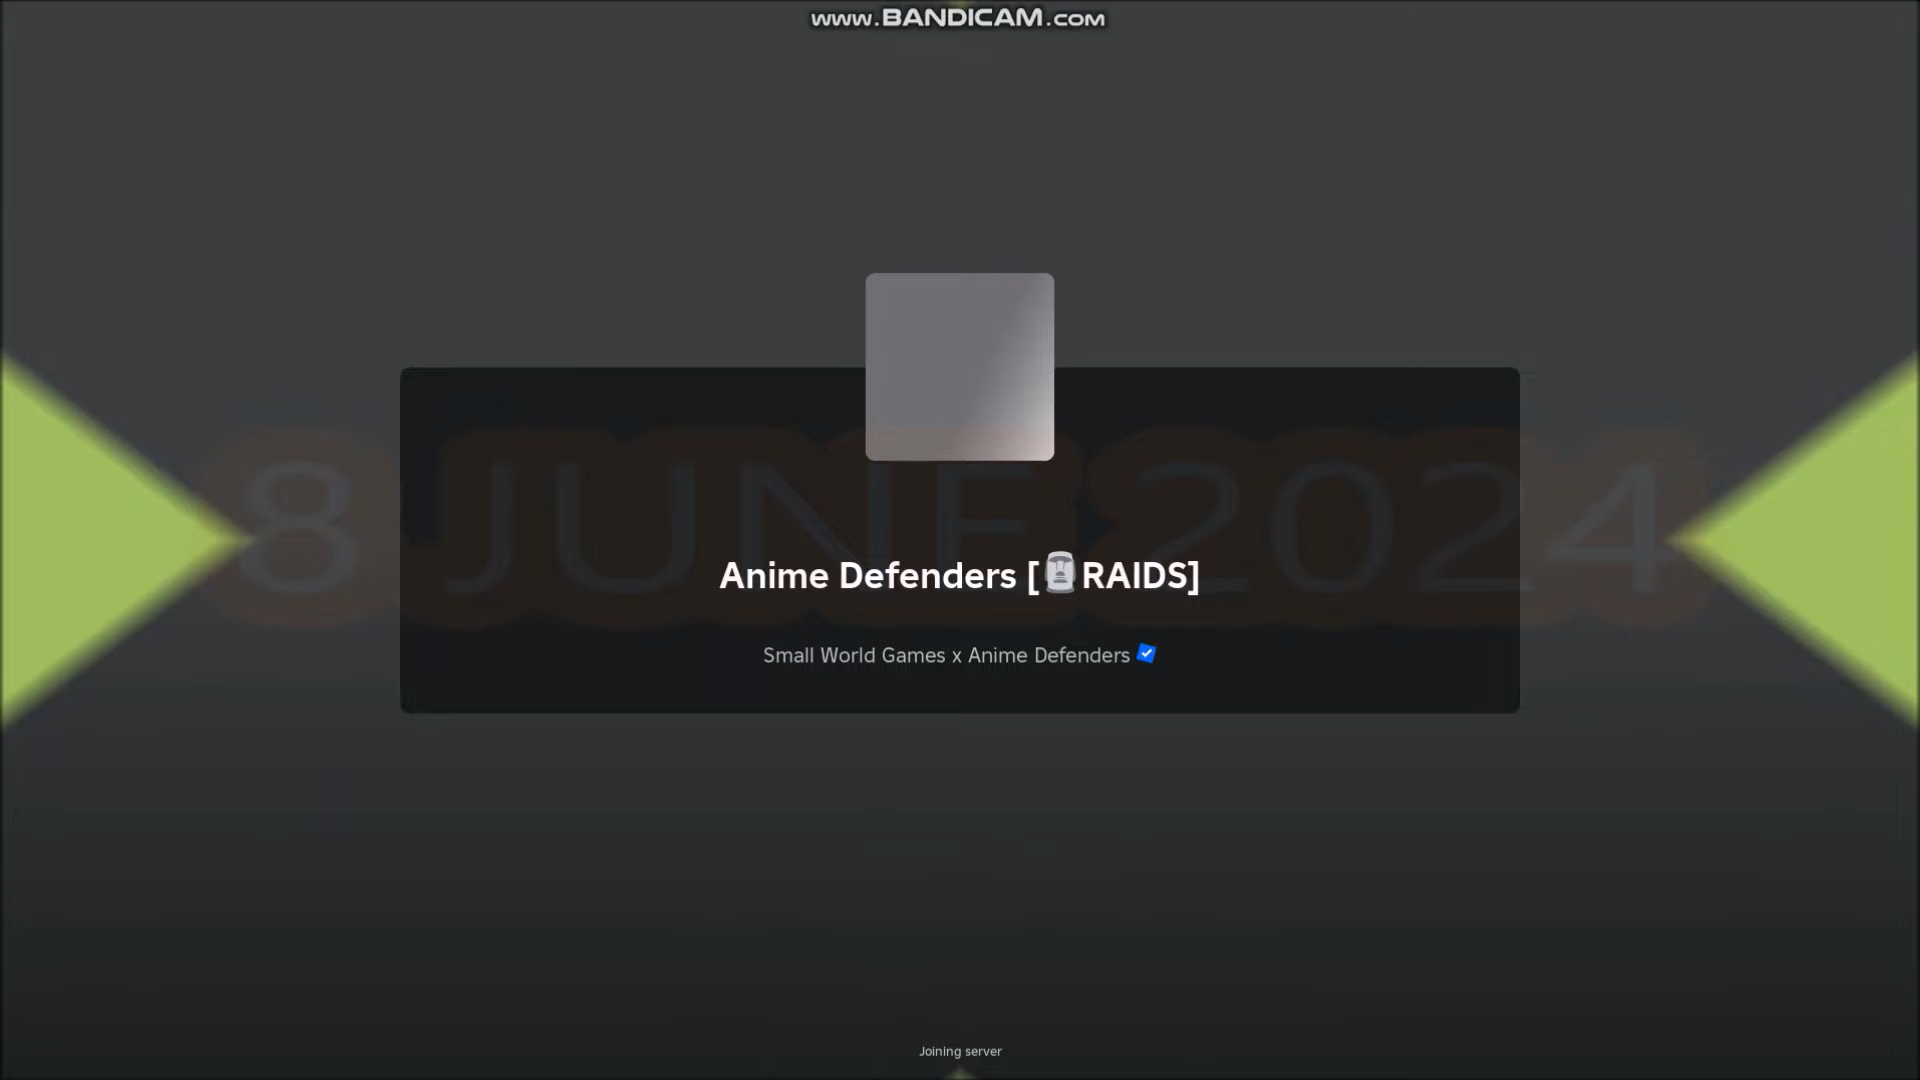 www.BANDICAM.com
8 JUNE 2024
Anime Defenders [🗿RAIDS]
Small World Games x Anime Defenders
Joining server